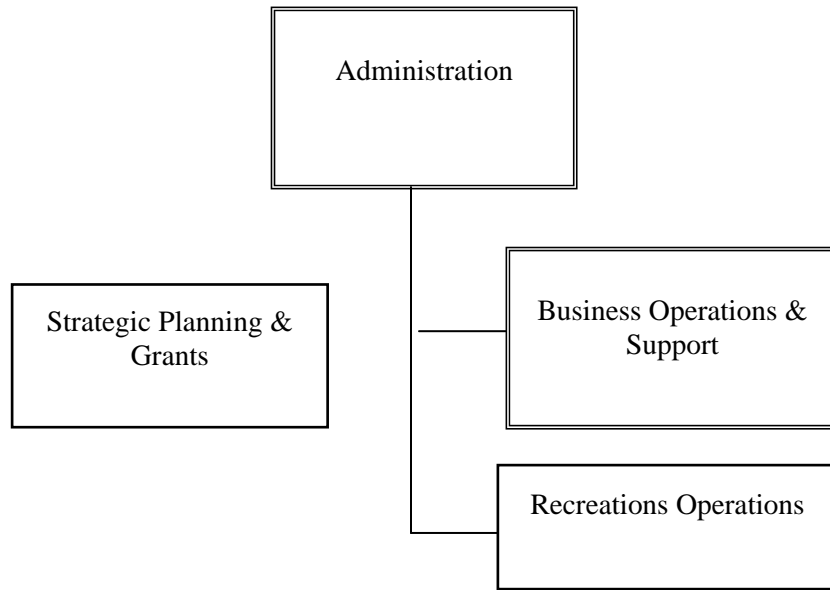 Administration
Strategic Planning &
Grants
Business Operations &
Support
Recreations Operations